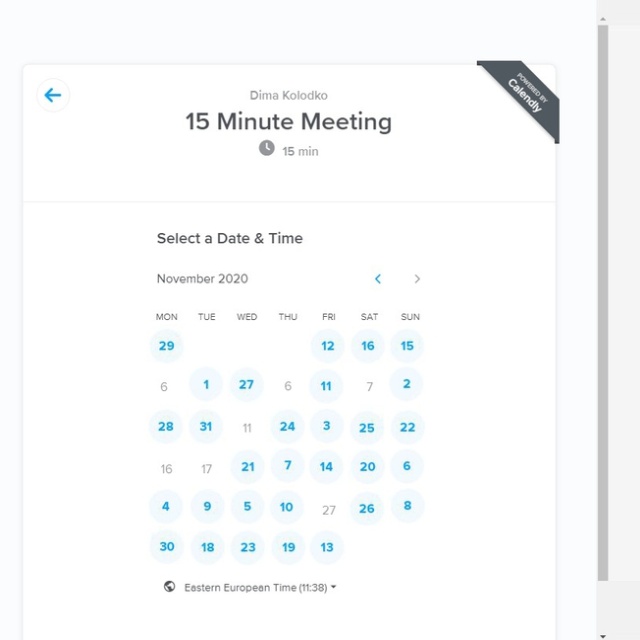 Dima Kolodko
15 Minute Meeting
15 min
POWERED BY
Calendly
Select a Date & Time
November 2020
MON TUE WED THU FRI SAT SUN
29 12 16 15
6 1 27 6 11 7 2
28 31 11 24 3 25 22
16 17 21 7 14 20 6
4 9 5 10 27 26 8
30 18 23 19 13
Eastern European Time (11:38)